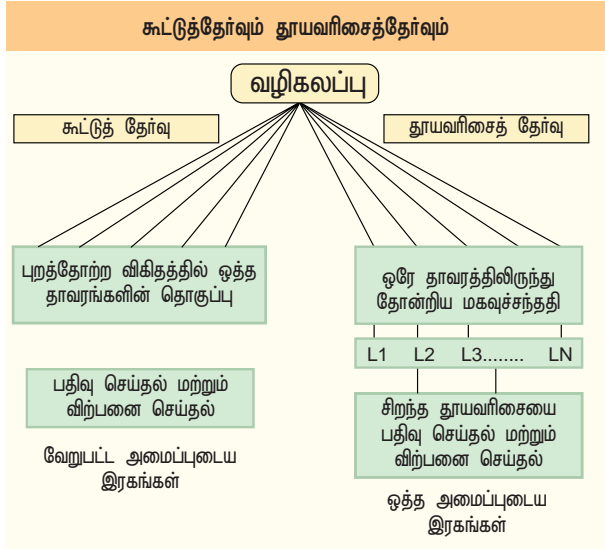 கூட்டுத்தேர்வும் தூயவரிசைத்தேர்வும்
வழிகலப்பு
கூட்டுத் தேர்வு
தூயவரிசைத் தேர்வு
புறத்தோற்ற விகிதத்தில் ஒத்த
தாவரங்களின் தொகுப்பு
பதிவு செய்தல் மற்றும்
விற்பனை செய்தல்
வேறுபட்ட அமைப்புடைய
இரகங்கள்
ஒரே தாவரத்திலிருந்து
தோன்றிய மகவுச்சந்ததி
L1 L2 L3........ LN
சிறந்த தூயவரிசையை
பதிவு செய்தல் மற்றும்
விற்பனை செய்தல்
ஒத்த அமைப்புடைய
இரகங்கள்